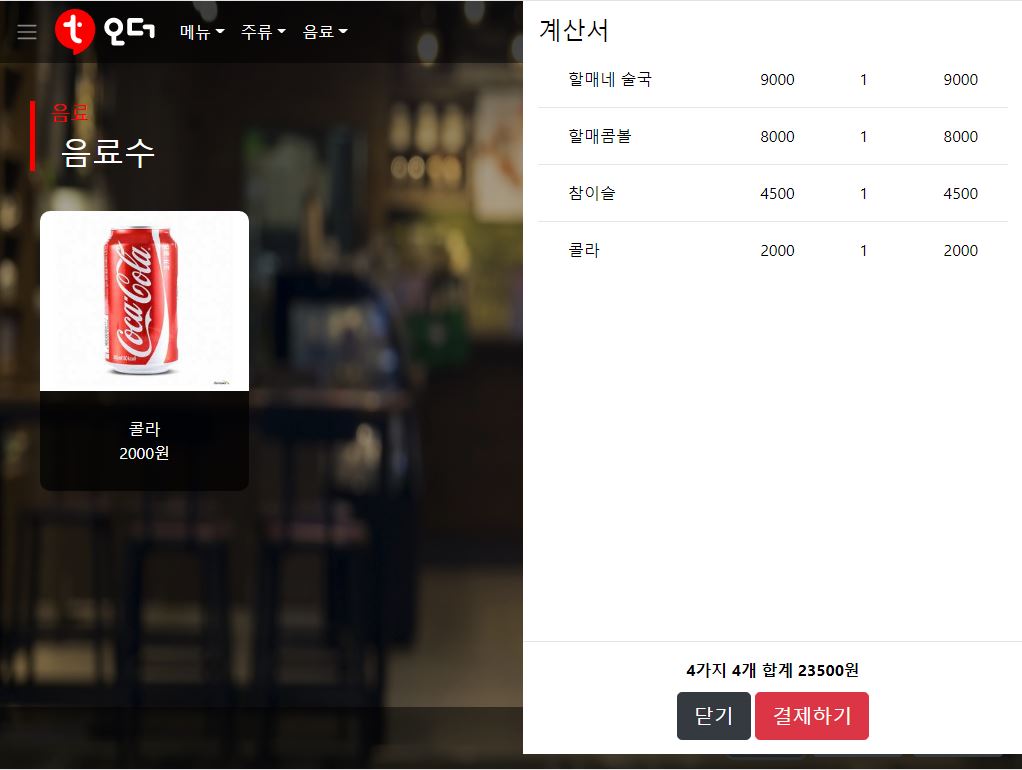 t 오더
메뉴 주류 음료
음료
음료수
Coca-Cola
콜라
2000원
계산서
할매네 술국 9000 1 9000
할매콤볼 8000 1 8000
참이슬 4500 1 4500
콜라 2000 1 2000
4가지 4개 합계 23500원
닫기 결제하기